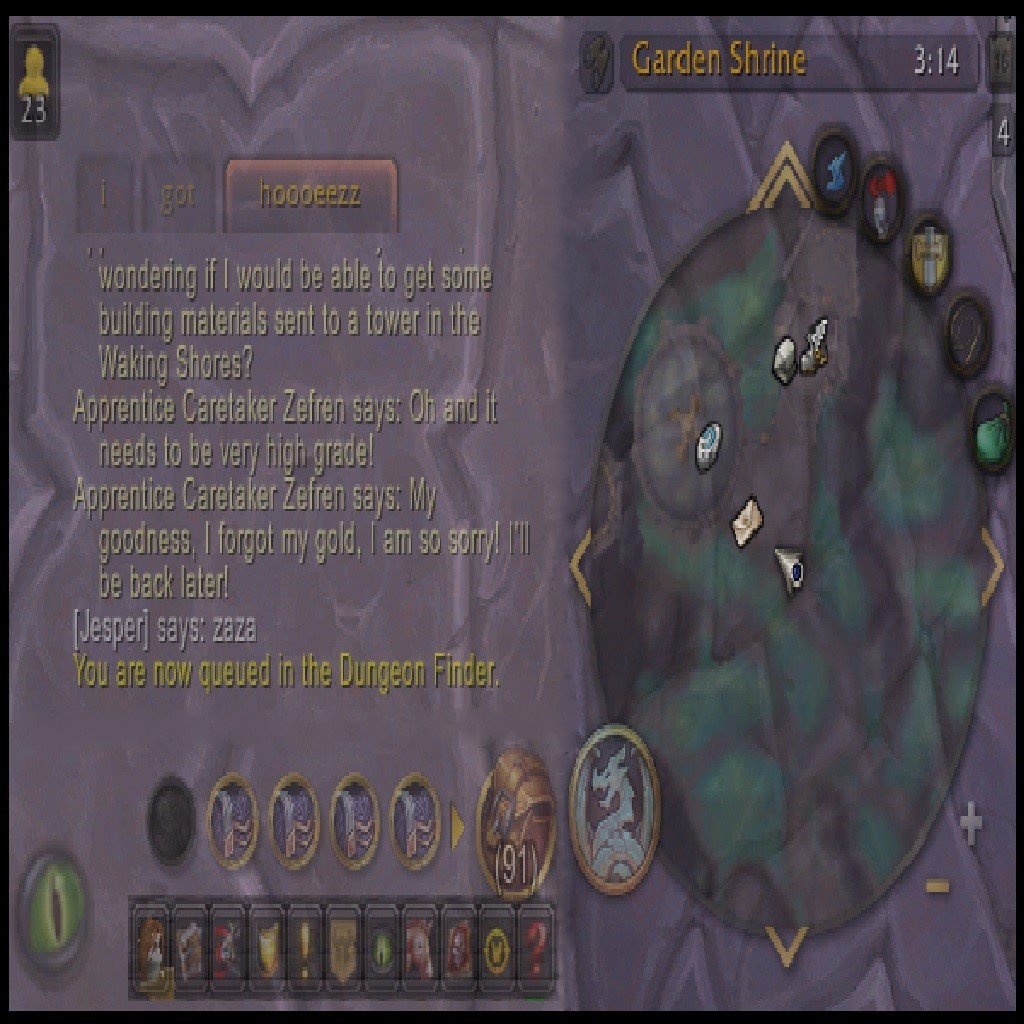 23
Garden Shrine
3:14
4
i
got
hoooeezz
wondering if I would be able to get some
building materials sent to a tower in the
Waking Shores?
Apprentice Caretaker Zefren says: Oh and it
needs to be very high grade!
Apprentice Caretaker Zefren says: My
goodness, I forgot my gold, I am so sorry! I'll
be back later!
[Jesper] says: zaza
You are now queued in the Dungeon Finder.
(91)